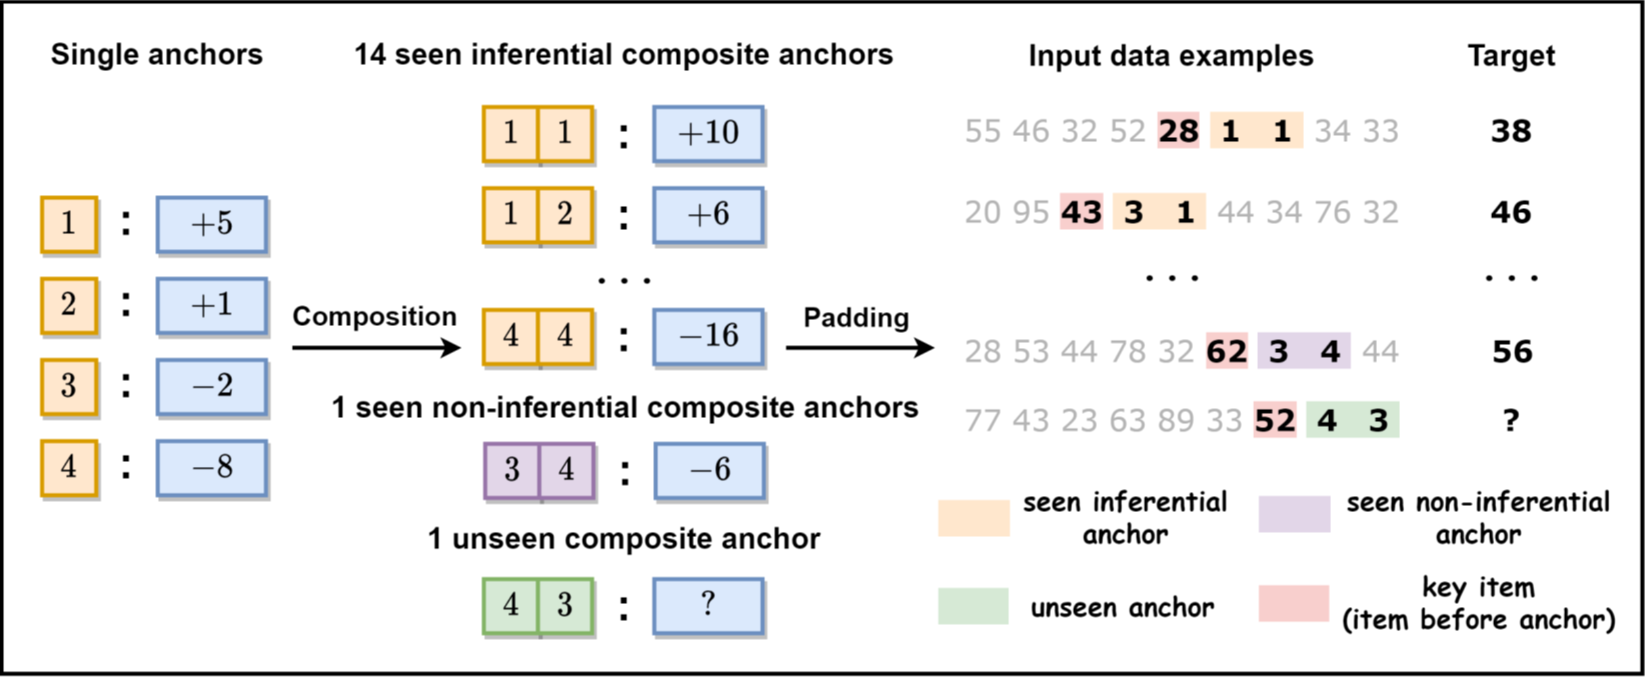 Single anchors
1 : +5
2 : +1
3 : −2
4 : −8
Composition
14 seen inferential composite anchors
1 1 : +10
1 2 : +6
...
4 4 : −16
1 seen non-inferential composite anchors
3 4 : −6
1 unseen composite anchor
4 3 : ?
Padding
Input data examples Target
55 46 32 52 28 1 1 34 33 38
20 95 43 3 1 44 34 76 32 46
... ...
28 53 44 78 32 62 3 4 44 56
77 43 23 63 89 33 52 4 3 ?
seen inferential
anchor
seen non-inferential
anchor
unseen anchor
key item
(item before anchor)